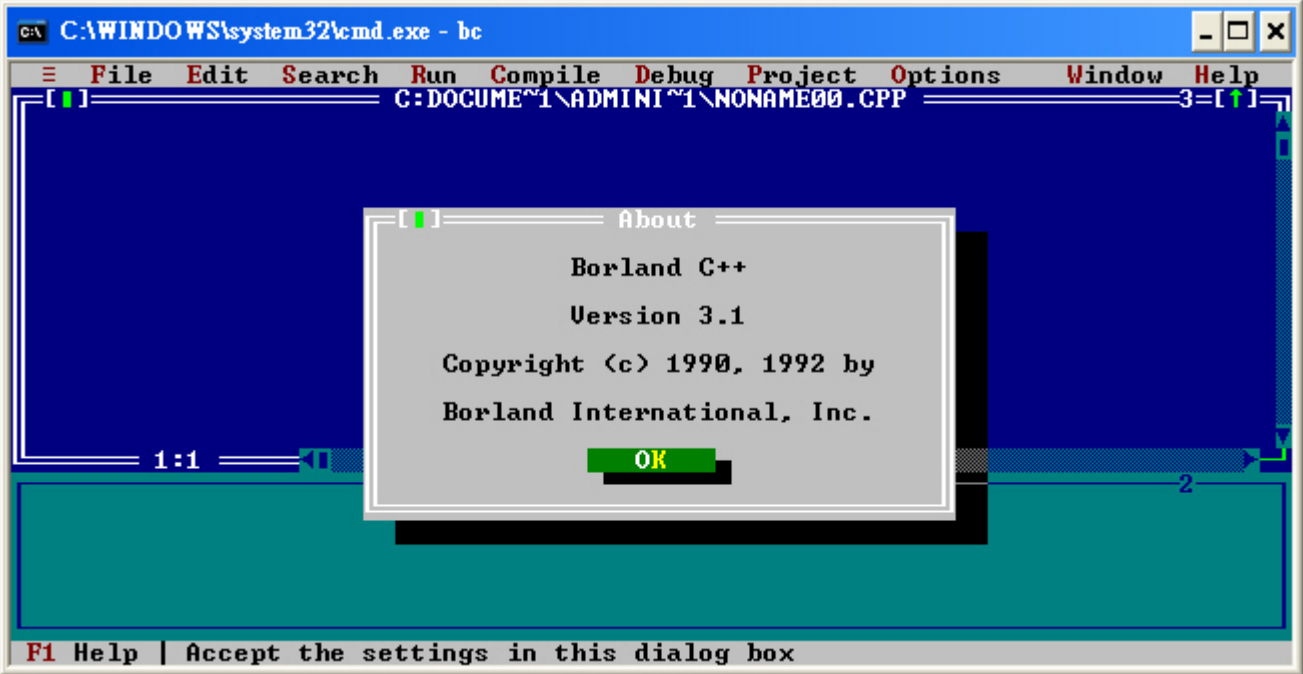 C:\WINDOWS\system32\cmd.exe - bc
≡ File Edit Search Run Compile Debug Project Options Window Help
[▮] C:DOCUME~1\ADMINI~1\NONAME00.CPP 3=[↑]
[▮] About
Borland C++
Version 3.1
Copyright (c) 1990, 1992 by
Borland International, Inc.
OK
1:1
2
F1 Help | Accept the settings in this dialog box